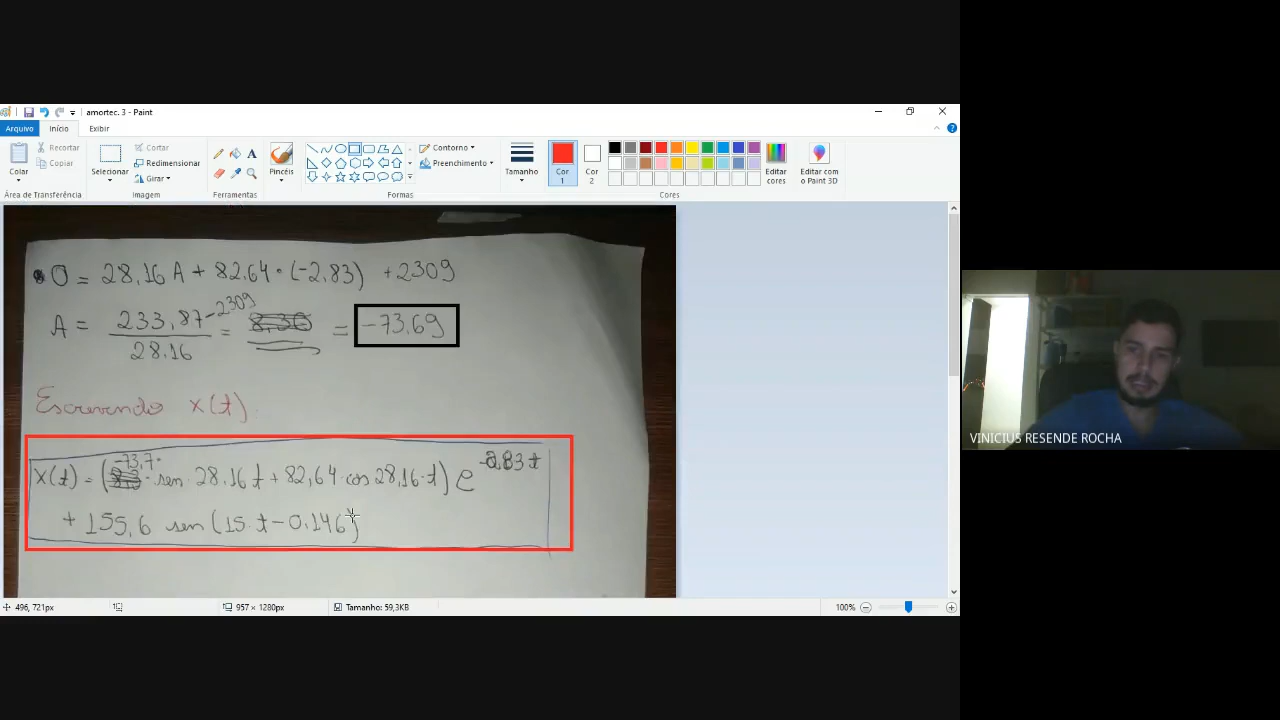 amortec. 3 - Paint
Arquivo Início Exibir
Colar
Recortar
Copiar
Área de Transferência
Selecionar
Redimensionar
Girar
Imagem
Ferramentas
Pincéis
Contorno
Preenchimento
Formas
Tamanho
Cor 1
Cor 2
Editar cores
Cores
Editar com o Paint 3D
0 = 28,16 A + 82,64 · (-2,83) + 2309
A = 233,87 - 2309 = = -73,69
28.16
Escrevendo x(t).
-73,7 ·
x(t) = ( · sen 28.16 t + 82,64 · cos 28,16 · t) e
+ 155,6 sen (15. t - 0,146)
VINICIUS RESENDE ROCHA
496, 721px
957 × 1280px
Tamanho: 59,3KB
100%